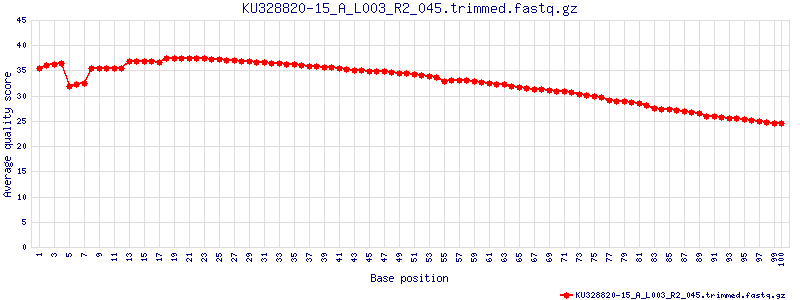 KU328820-15_A_L003_R2_045.trimmed.fastq.gz
Average quality score
45
40
35
30
25
20
15
10
5
0
1 3 5 7 9 11 13 15 17 19 21 23 25 27 29 31 33 35 37 39 41 43 45 47 49 51 53 55 57 59 61 63 65 67 69 71 73 75 77 79 81 83 85 87 89 91 93 95 97 99 100
Base position
KU328820-15_A_L003_R2_045.trimmed.fastq.gz